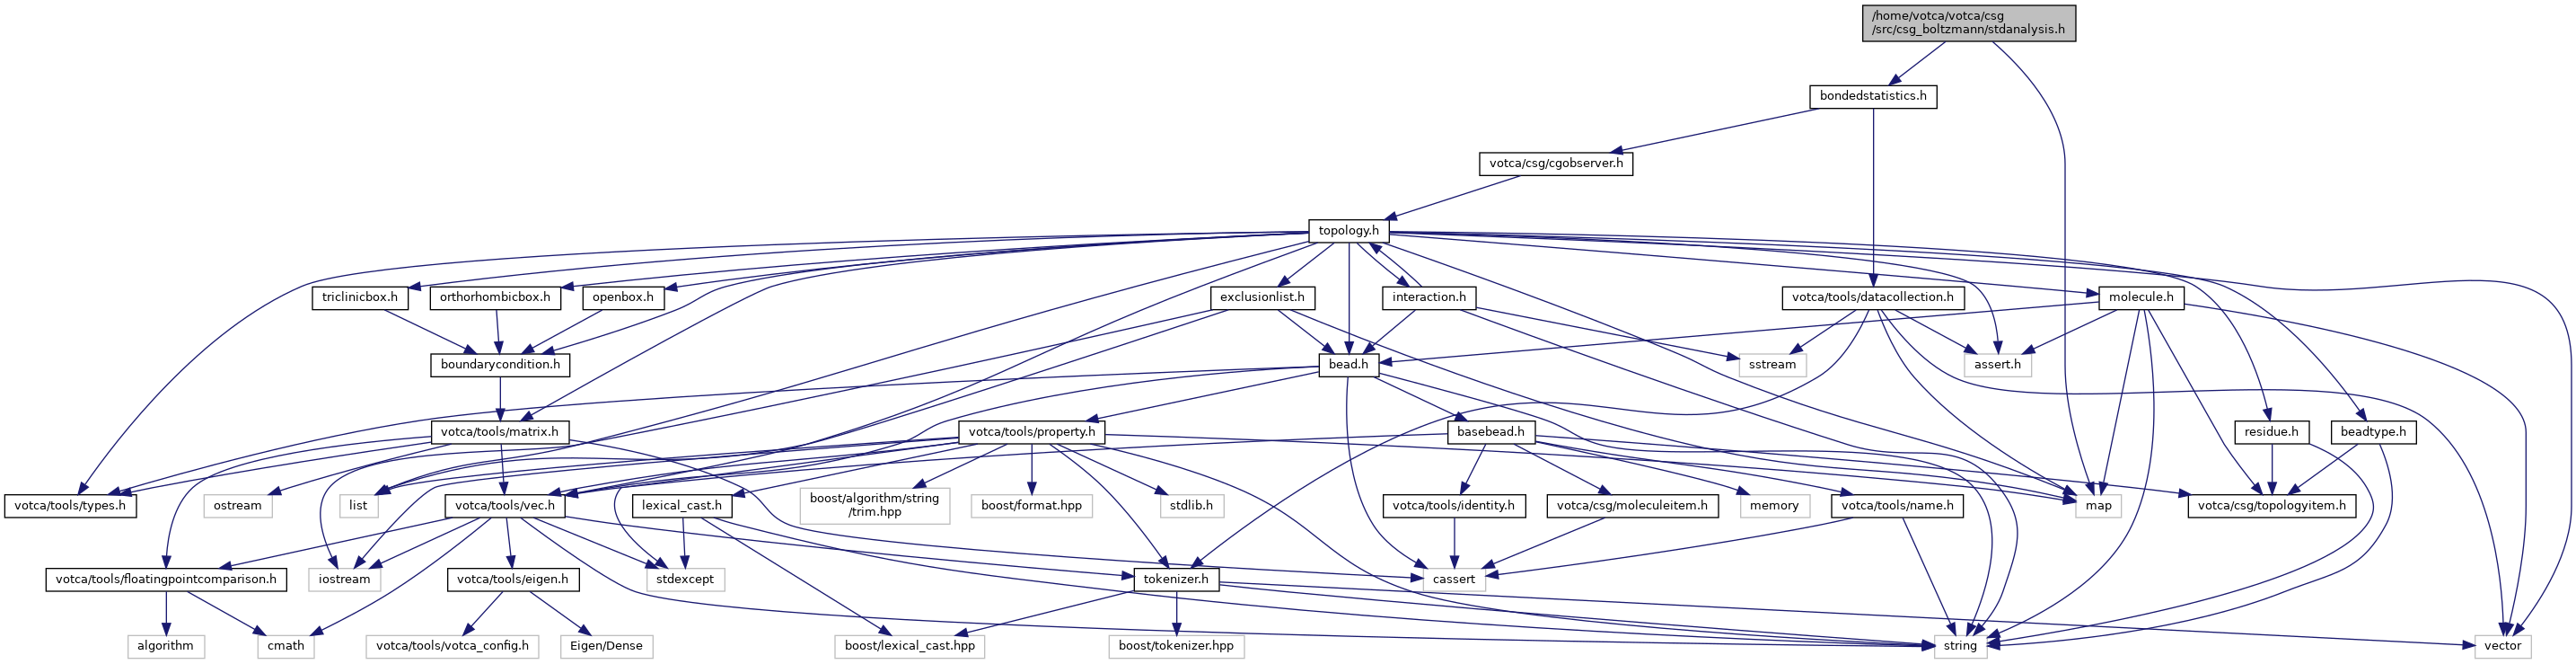 /home/votca/votca/csg
/src/csg_boltzmann/stdanalysis.h
bondedstatistics.h
votca/csg/cgobserver.h
topology.h
triclinicbox.h
orthorhombicbox.h
openbox.h
exclusionlist.h
interaction.h
votca/tools/datacollection.h
molecule.h
boundarycondition.h
bead.h
sstream
assert.h
votca/tools/matrix.h
votca/tools/property.h
basebead.h
residue.h
beadtype.h
votca/tools/types.h
ostream
list
votca/tools/vec.h
lexical_cast.h
boost/algorithm/string
/trim.hpp
boost/format.hpp
stdlib.h
votca/tools/identity.h
votca/csg/moleculeitem.h
memory
votca/tools/name.h
map
votca/csg/topologyitem.h
votca/tools/floatingpointcomparison.h
iostream
votca/tools/eigen.h
stdexcept
tokenizer.h
cassert
algorithm
cmath
votca/tools/votca_config.h
Eigen/Dense
boost/lexical_cast.hpp
boost/tokenizer.hpp
string
vector